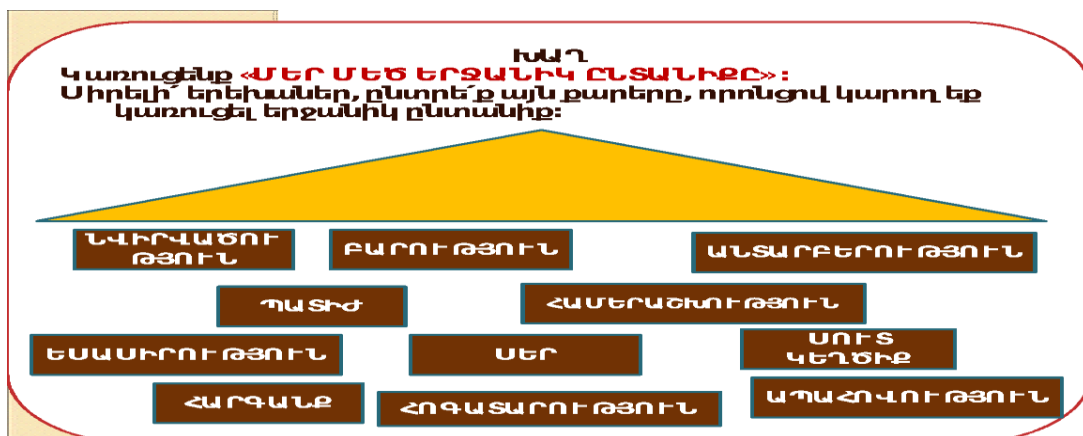 ԽԱՂ
Կառուցենք «ՄԵՐ ՄԵԾ ԵՐՋԱՆԻԿ ԸՆՏԱՆԻՔԸ»:
Սիրելի՛ երեխաներ, ընտրե՛ք այն քարերը, որոնցով կարող եք
կառուցել երջանիկ ընտանիք:
ՆՎԻՐՎԱԾՈՒ
ԹՅՈՒՆ
ԲԱՐՈՒԹՅՈՒՆ
ԱՆՏԱՐԲԵՐՈՒԹՅՈՒՆ
ՊԱՏԻԺ
ՀԱՄԵՐԱՇԽՈՒԹՅՈՒՆ
ԵՍԱՍԻՐՈՒԹՅՈՒՆ
ՍԵՐ
ՍՈՒՏ
ԿԵՂԾԻՔ
ՀԱՐԳԱՆՔ
ՀՈԳԱՏԱՐՈՒԹՅՈՒՆ
ԱՊԱՀՈՎՈՒԹՅՈՒՆ